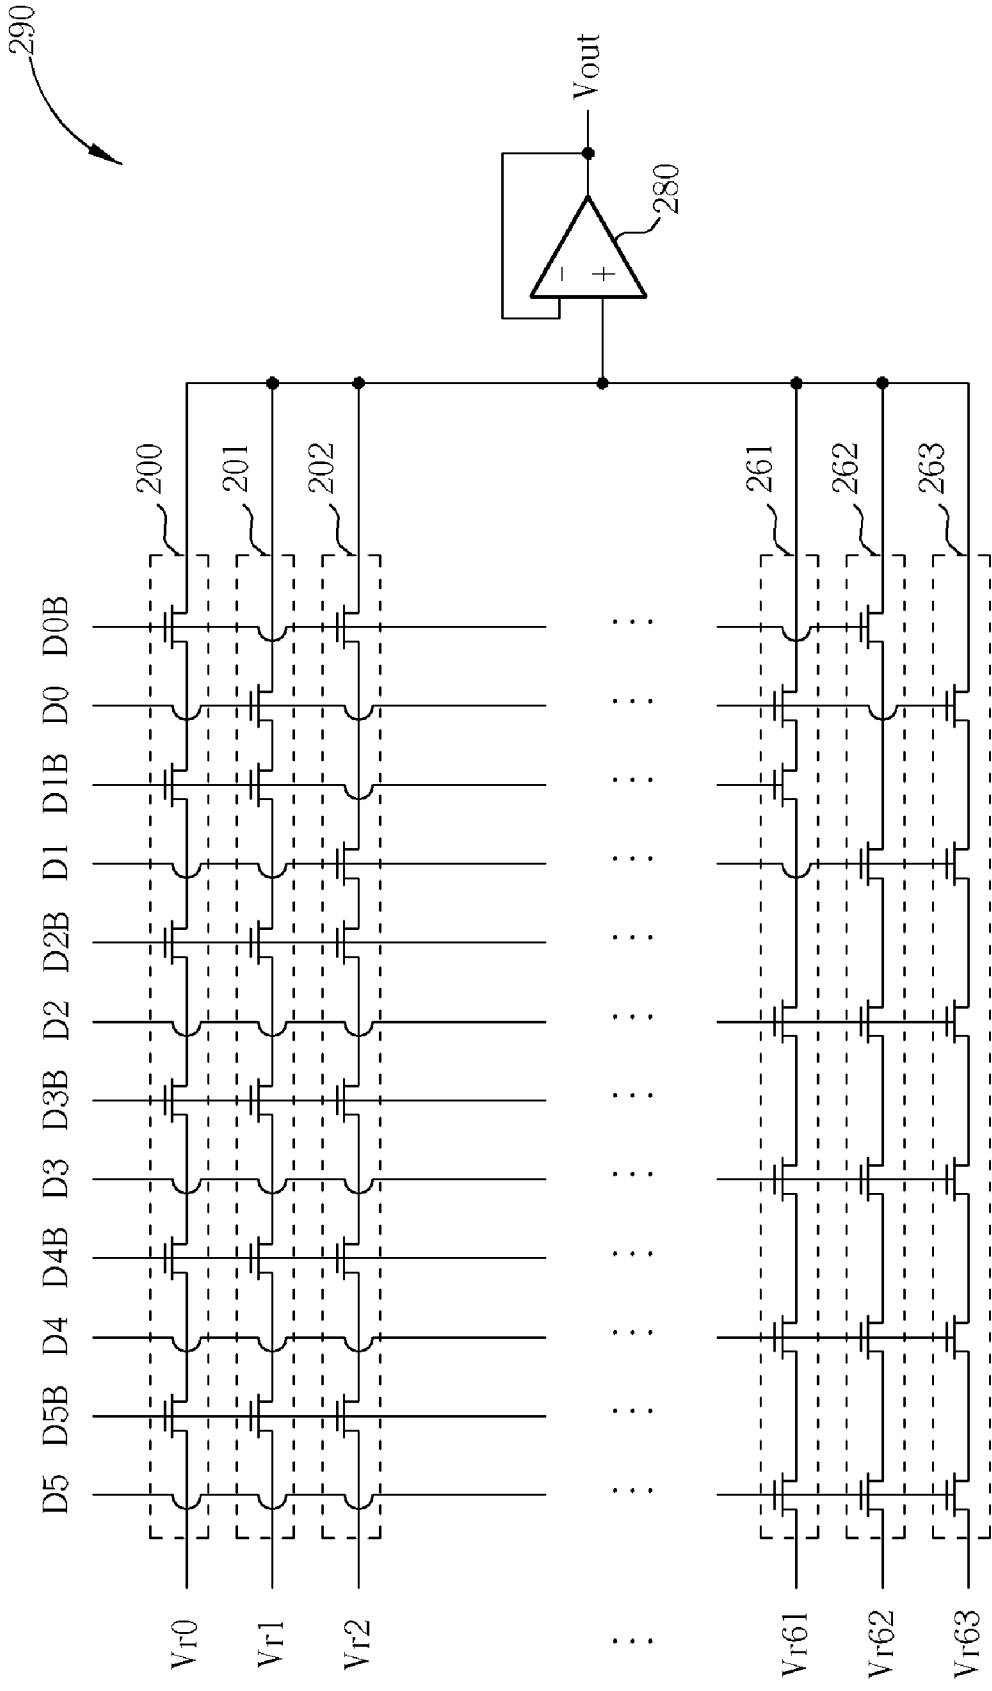 290
D5 D5B D4 D4B D3 D3B D2 D2B D1 D1B D0 D0B
Vr0 200
Vr1 201
Vr2 202
− + 280 Vout
... ... ... ... ... ... ... ... ... ... ... ... ...
Vr61 261
Vr62 262
Vr63 263